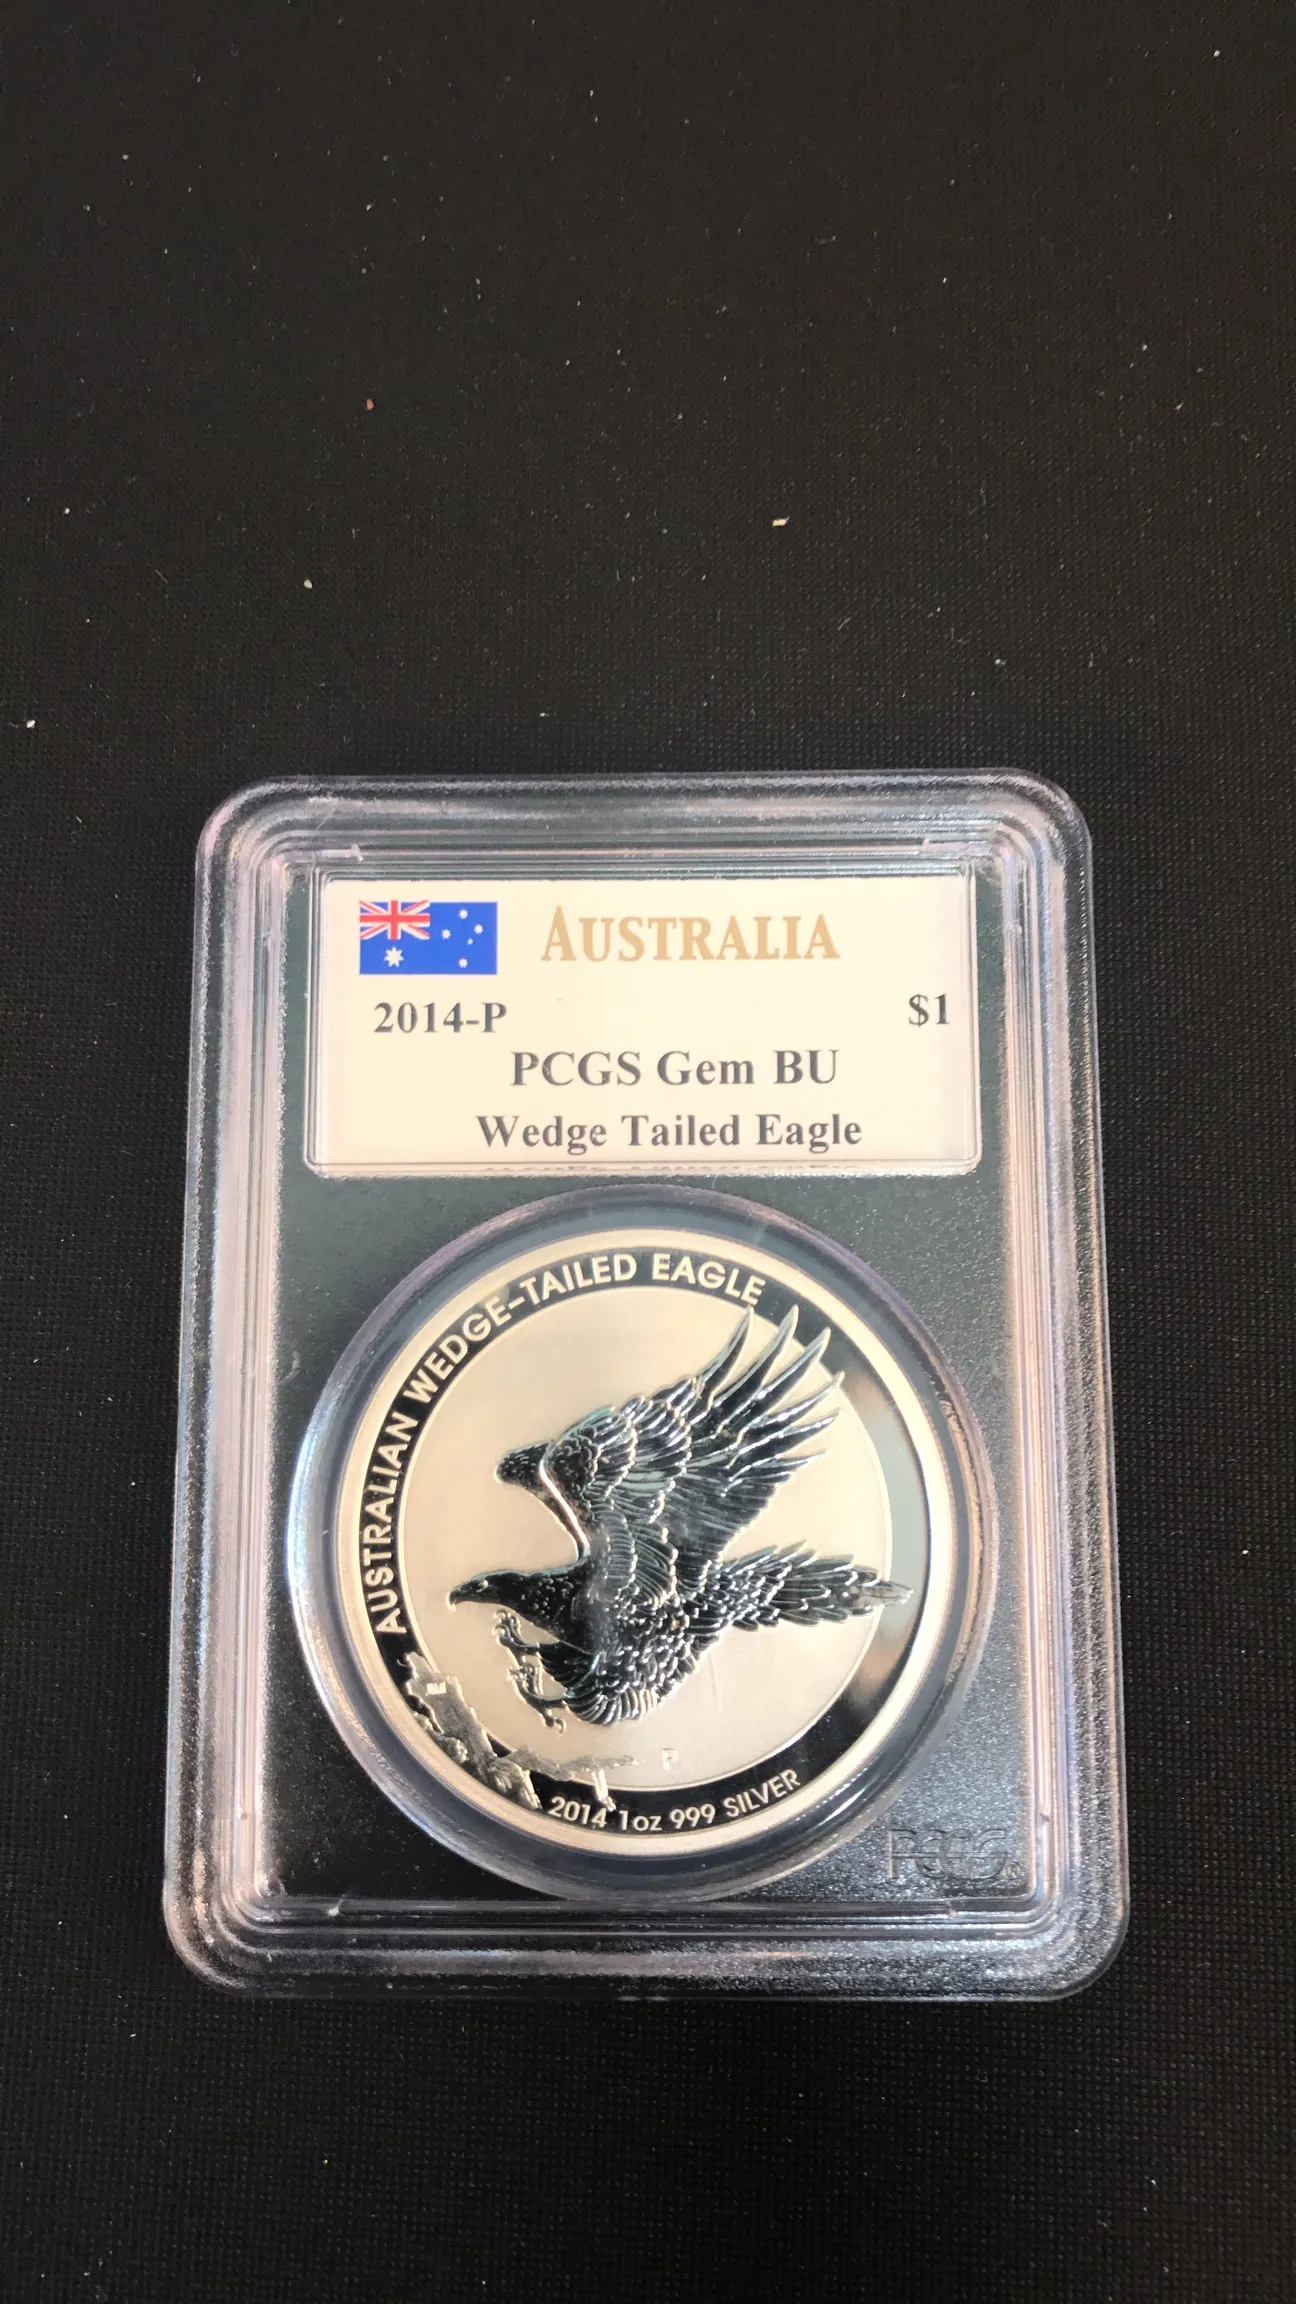 AUSTRALIA
2014-P $1
PCGS Gem BU
Wedge Tailed Eagle
AUSTRALIAN WEDGE-TAILED EAGLE
P
2014 1oz 999 SILVER
PCGS